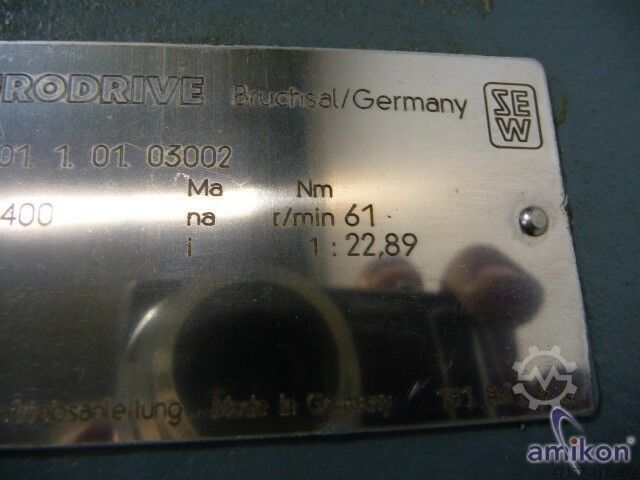 RODRIVE Bruchsal/Germany
SEW
01 1 01 03002
Ma Nm
400 na r/min 61
i 1 : 22,89
Made in Germany
amikon